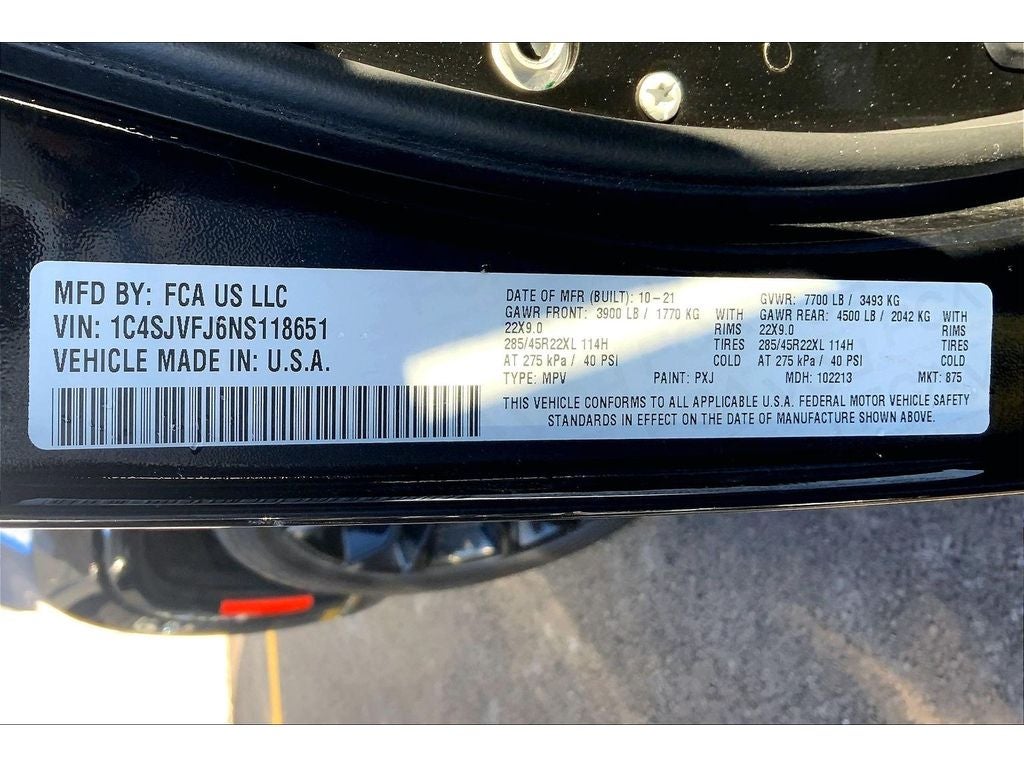 MFD BY: FCA US LLC
VIN: 1C4SJVFJ6NS118651
VEHICLE MADE IN: U.S.A.
DATE OF MFR (BUILT): 10-21 GVWR: 7700 LB / 3493 KG
GAWR FRONT: 3900 LB / 1770 KG WITH GAWR REAR: 4500 LB / 2042 KG WITH
22X9.0 RIMS 22X9.0 RIMS
285/45R22XL 114H TIRES 285/45R22XL 114H TIRES
AT 275 kPa / 40 PSI COLD AT 275 kPa / 40 PSI COLD
TYPE: MPV PAINT: PXJ MDH: 102213 MKT: 875
THIS VEHICLE CONFORMS TO ALL APPLICABLE U.S.A. FEDERAL MOTOR VEHICLE SAFETY
STANDARDS IN EFFECT ON THE DATE OF MANUFACTURE SHOWN ABOVE.